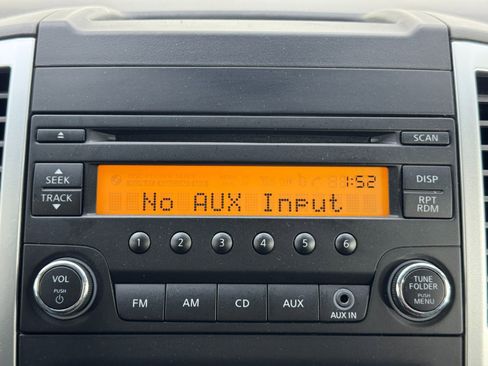 SCAN
SEEK
TRACK
1:52
No AUX Input
DISP
RPT
RDM
1 2 3 4 5 6
VOL
PUSH
FM AM CD AUX
AUX IN
TUNE
FOLDER
PUSH
MENU